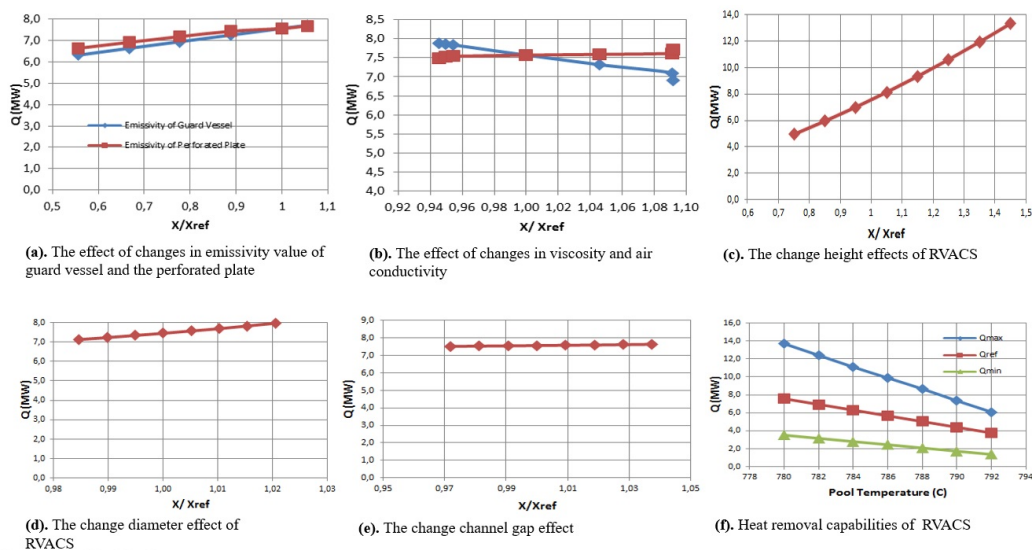 8,0
7,0
6,0
5,0
4,0
3,0
2,0
1,0
0,0
Q(MW)
Emissivity of Guard Vessel
Emissivity of Perforated Plate
0,5 0,6 0,7 0,8 0,9 1 1,1
X/Xref
(a). The effect of changes in emissivity value of
guard vessel and the perforated plate
8,5
8,0
7,5
7,0
6,5
6,0
5,5
5,0
4,5
4,0
Q(MW)
0,92 0,94 0,96 0,98 1,00 1,02 1,04 1,06 1,08 1,10
X/ Xref
(b). The effect of changes in viscosity and air
conductivity
14,0
12,0
10,0
8,0
6,0
4,0
2,0
0,0
Q(MW)
0,6 0,7 0,8 0,9 1 1,1 1,2 1,3 1,4 1,5
X/ Xref
(c). The change height effects of RVACS
8,0
7,0
6,0
5,0
4,0
3,0
2,0
1,0
0,0
Q(MW)
0,98 0,99 1,00 1,01 1,02 1,03
X/Xref
(d). The change diameter effect of
RVACS
9,0
8,0
7,0
6,0
5,0
4,0
3,0
2,0
1,0
0,0
Q(MW)
0,95 0,97 0,99 1,01 1,03 1,05
X/Xref
(e). The change channel gap effect
16,0
14,0
12,0
10,0
8,0
6,0
4,0
2,0
0,0
Q(MW)
Qmax
Qref
Qmin
778 780 782 784 786 788 790 792 794
Pool Temperature (C)
(f). Heat removal capabilities of RVACS